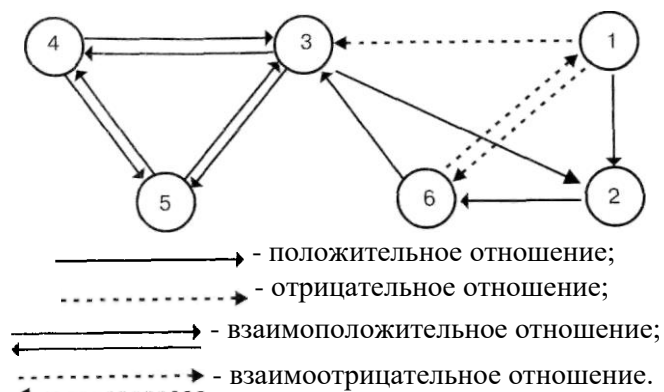 4 3 1
5 6 2
- положительное отношение;
- отрицательное отношение;
- взаимоположительное отношение;
- взаимоотрицательное отношение.